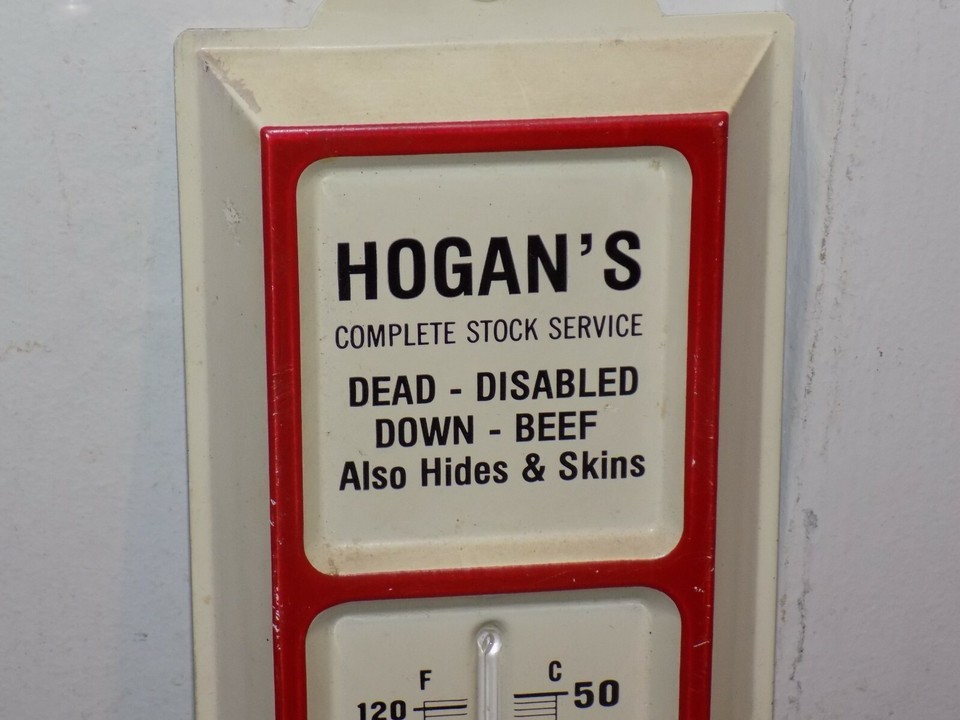 HOGAN'S
COMPLETE STOCK SERVICE
DEAD - DISABLED
DOWN - BEEF
Also Hides & Skins
F C
120 50